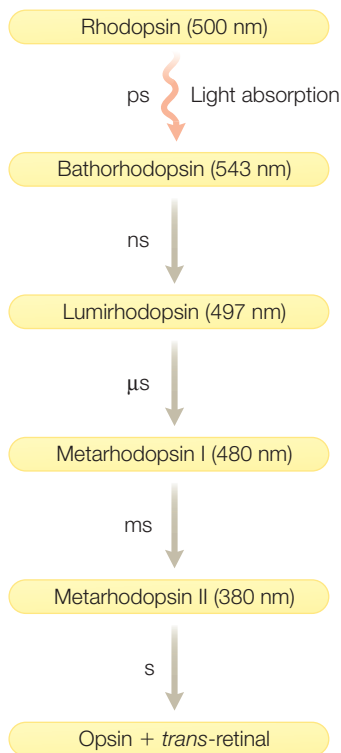 Rhodopsin (500 nm)
ps Light absorption
Bathorhodopsin (543 nm)
ns
Lumirhodopsin (497 nm)
μs
Metarhodopsin I (480 nm)
ms
Metarhodopsin II (380 nm)
s
Opsin + trans-retinal